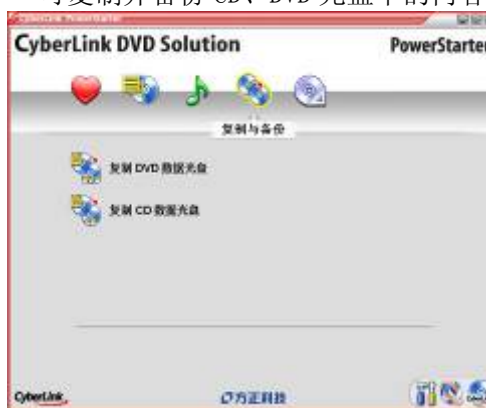 可复制并备份 CD、DVD 光盘中的内容
CyberLink PowerStarter
CyberLink DVD Solution
PowerStarter
复制与备份
复制 DVD 数据光盘
复制 CD 数据光盘
CyberLink
方正科技